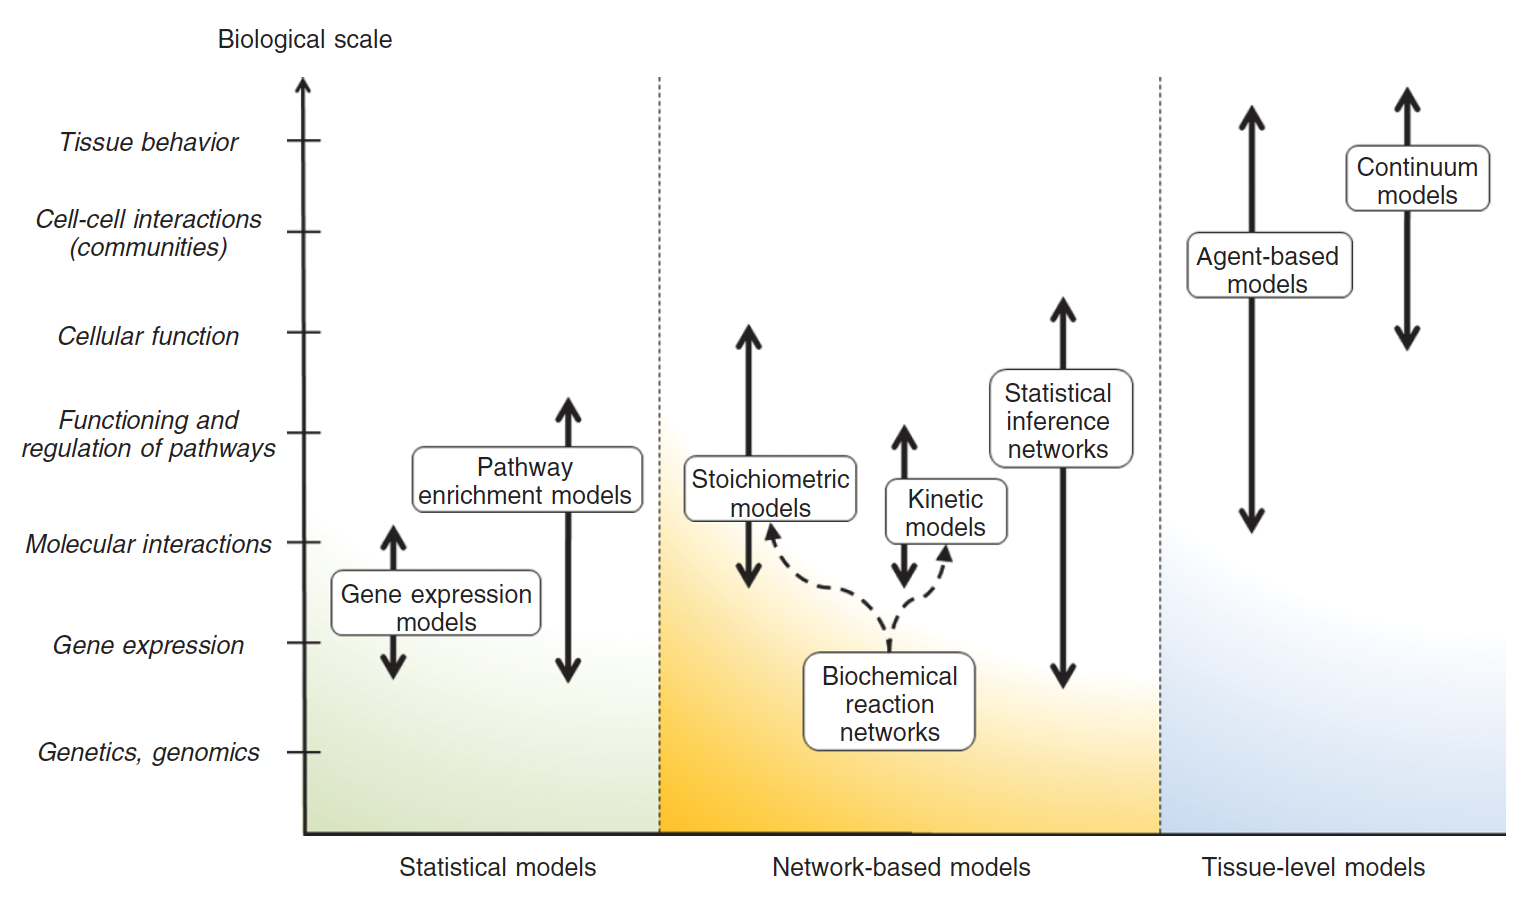 Biological scale
Tissue behavior
Cell-cell interactions
(communities)
Cellular function
Functioning and
regulation of pathways
Molecular interactions
Gene expression
Genetics, genomics
Gene expression
models
Pathway
enrichment models
Stoichiometric
models
Kinetic
models
Biochemical
reaction
networks
Statistical
inference
networks
Agent-based
models
Continuum
models
Statistical models
Network-based models
Tissue-level models